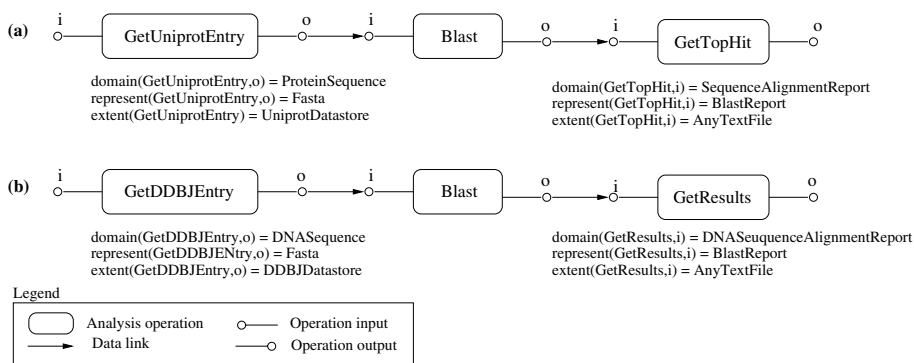 i o i o i o
(a) GetUniprotEntry Blast GetTopHit
domain(GetUniprotEntry,o) = ProteinSequence
represent(GetUniprotEntry,o) = Fasta
extent(GetUniprotEntry) = UniprotDatastore
domain(GetTopHit,i) = SequenceAlignmentReport
represent(GetTopHit,i) = BlastReport
extent(GetTopHit,i) = AnyTextFile
i o i o i o
(b) GetDDBJEntry Blast GetResults
domain(GetDDBJEntry,o) = DNASequence
represent(GetDDBJENtry,o) = Fasta
extent(GetDDBJEntry,o) = DDBJDatastore
domain(GetResults,i) = DNASeuquenceAlignmentReport
represent(GetResults,i) = BlastReport
extent(GetResults,i) = AnyTextFile
Legend
Analysis operation Operation input
Data link Operation output